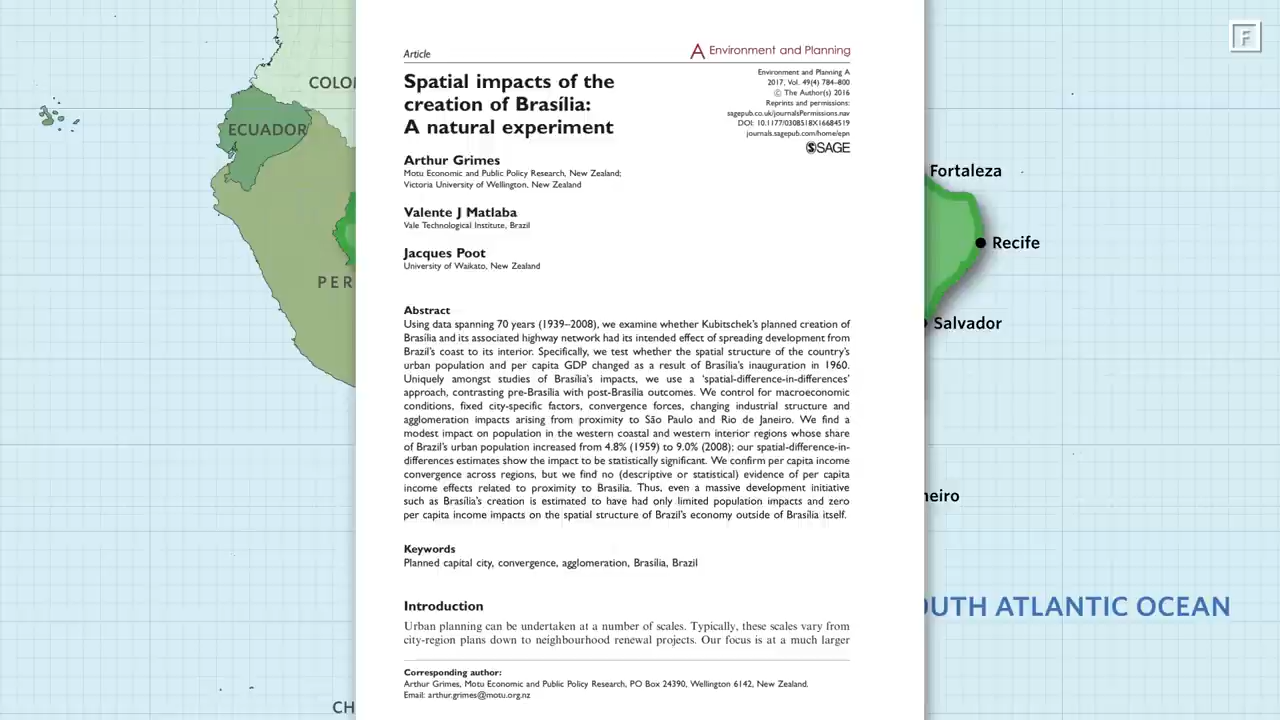 F
COLO
ECUADOR
PER
CH
Fortaleza
Recife
Salvador
neiro
OUTH ATLANTIC OCEAN
Article
A Environment and Planning
Spatial impacts of the
creation of Brasília:
A natural experiment
Environment and Planning A
2017, Vol. 49(4) 784–800
© The Author(s) 2016
Reprints and permissions:
sagepub.co.uk/journalsPermissions.nav
DOI: 10.1177/0308518X16684519
journals.sagepub.com/home/epn
SAGE
Arthur Grimes
Motu Economic and Public Policy Research, New Zealand;
Victoria University of Wellington, New Zealand
Valente J Matlaba
Vale Technological Institute, Brazil
Jacques Poot
University of Waikato, New Zealand
Abstract
Using data spanning 70 years (1939–2008), we examine whether Kubitschek's planned creation of
Brasília and its associated highway network had its intended effect of spreading development from
Brazil's coast to its interior. Specifically, we test whether the spatial structure of the country's
urban population and per capita GDP changed as a result of Brasília's inauguration in 1960.
Uniquely amongst studies of Brasília's impacts, we use a 'spatial-difference-in-differences'
approach, contrasting pre-Brasília with post-Brasília outcomes. We control for macroeconomic
conditions, fixed city-specific factors, convergence forces, changing industrial structure and
agglomeration impacts arising from proximity to São Paulo and Rio de Janeiro. We find a
modest impact on population in the western coastal and western interior regions whose share
of Brazil's urban population increased from 4.8% (1959) to 9.0% (2008); our spatial-difference-in-
differences estimates show the impact to be statistically significant. We confirm per capita income
convergence across regions, but we find no (descriptive or statistical) evidence of per capita
income effects related to proximity to Brasília. Thus, even a massive development initiative
such as Brasília's creation is estimated to have had only limited population impacts and zero
per capita income impacts on the spatial structure of Brazil's economy outside of Brasília itself.
Keywords
Planned capital city, convergence, agglomeration, Brasília, Brazil
Introduction
Urban planning can be undertaken at a number of scales. Typically, these scales vary from
city-region plans down to neighbourhood renewal projects. Our focus is at a much larger
Corresponding author:
Arthur Grimes, Motu Economic and Public Policy Research, PO Box 24390, Wellington 6142, New Zealand.
Email: arthur.grimes@motu.org.nz